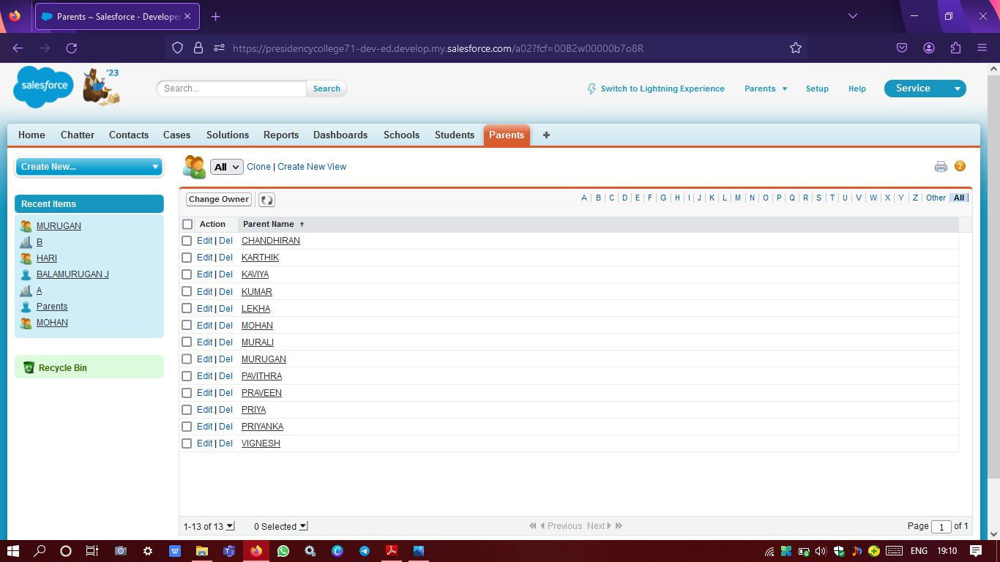 Parents ~ Salesforce - Developer
https://presidencycollege71-dev-ed.develop.my.salesforce.com/a02?fcf=00B2w00000b7o8R
salesforce
'23
Search...
Search
Switch to Lightning Experience
Parents
Setup
Help
Service
Home Chatter Contacts Cases Solutions Reports Dashboards Schools Students Parents +
Create New...
All Clone | Create New View
?
Recent Items
MURUGAN
B
HARI
BALAMURUGAN J
A
Parents
MOHAN
Recycle Bin
Change Owner
A | B | C | D | E | F | G | H | I | J | K | L | M | N | O | P | Q | R | S | T | U | V | W | X | Y | Z | Other | All
Action Parent Name ↑
Edit | Del CHANDHIRAN
Edit | Del KARTHIK
Edit | Del KAVIYA
Edit | Del KUMAR
Edit | Del LEKHA
Edit | Del MOHAN
Edit | Del MURALI
Edit | Del MURUGAN
Edit | Del PAVITHRA
Edit | Del PRAVEEN
Edit | Del PRIYA
Edit | Del PRIYANKA
Edit | Del VIGNESH
1-13 of 13 0 Selected Previous Next Page 1 of 1
ENG 19:10